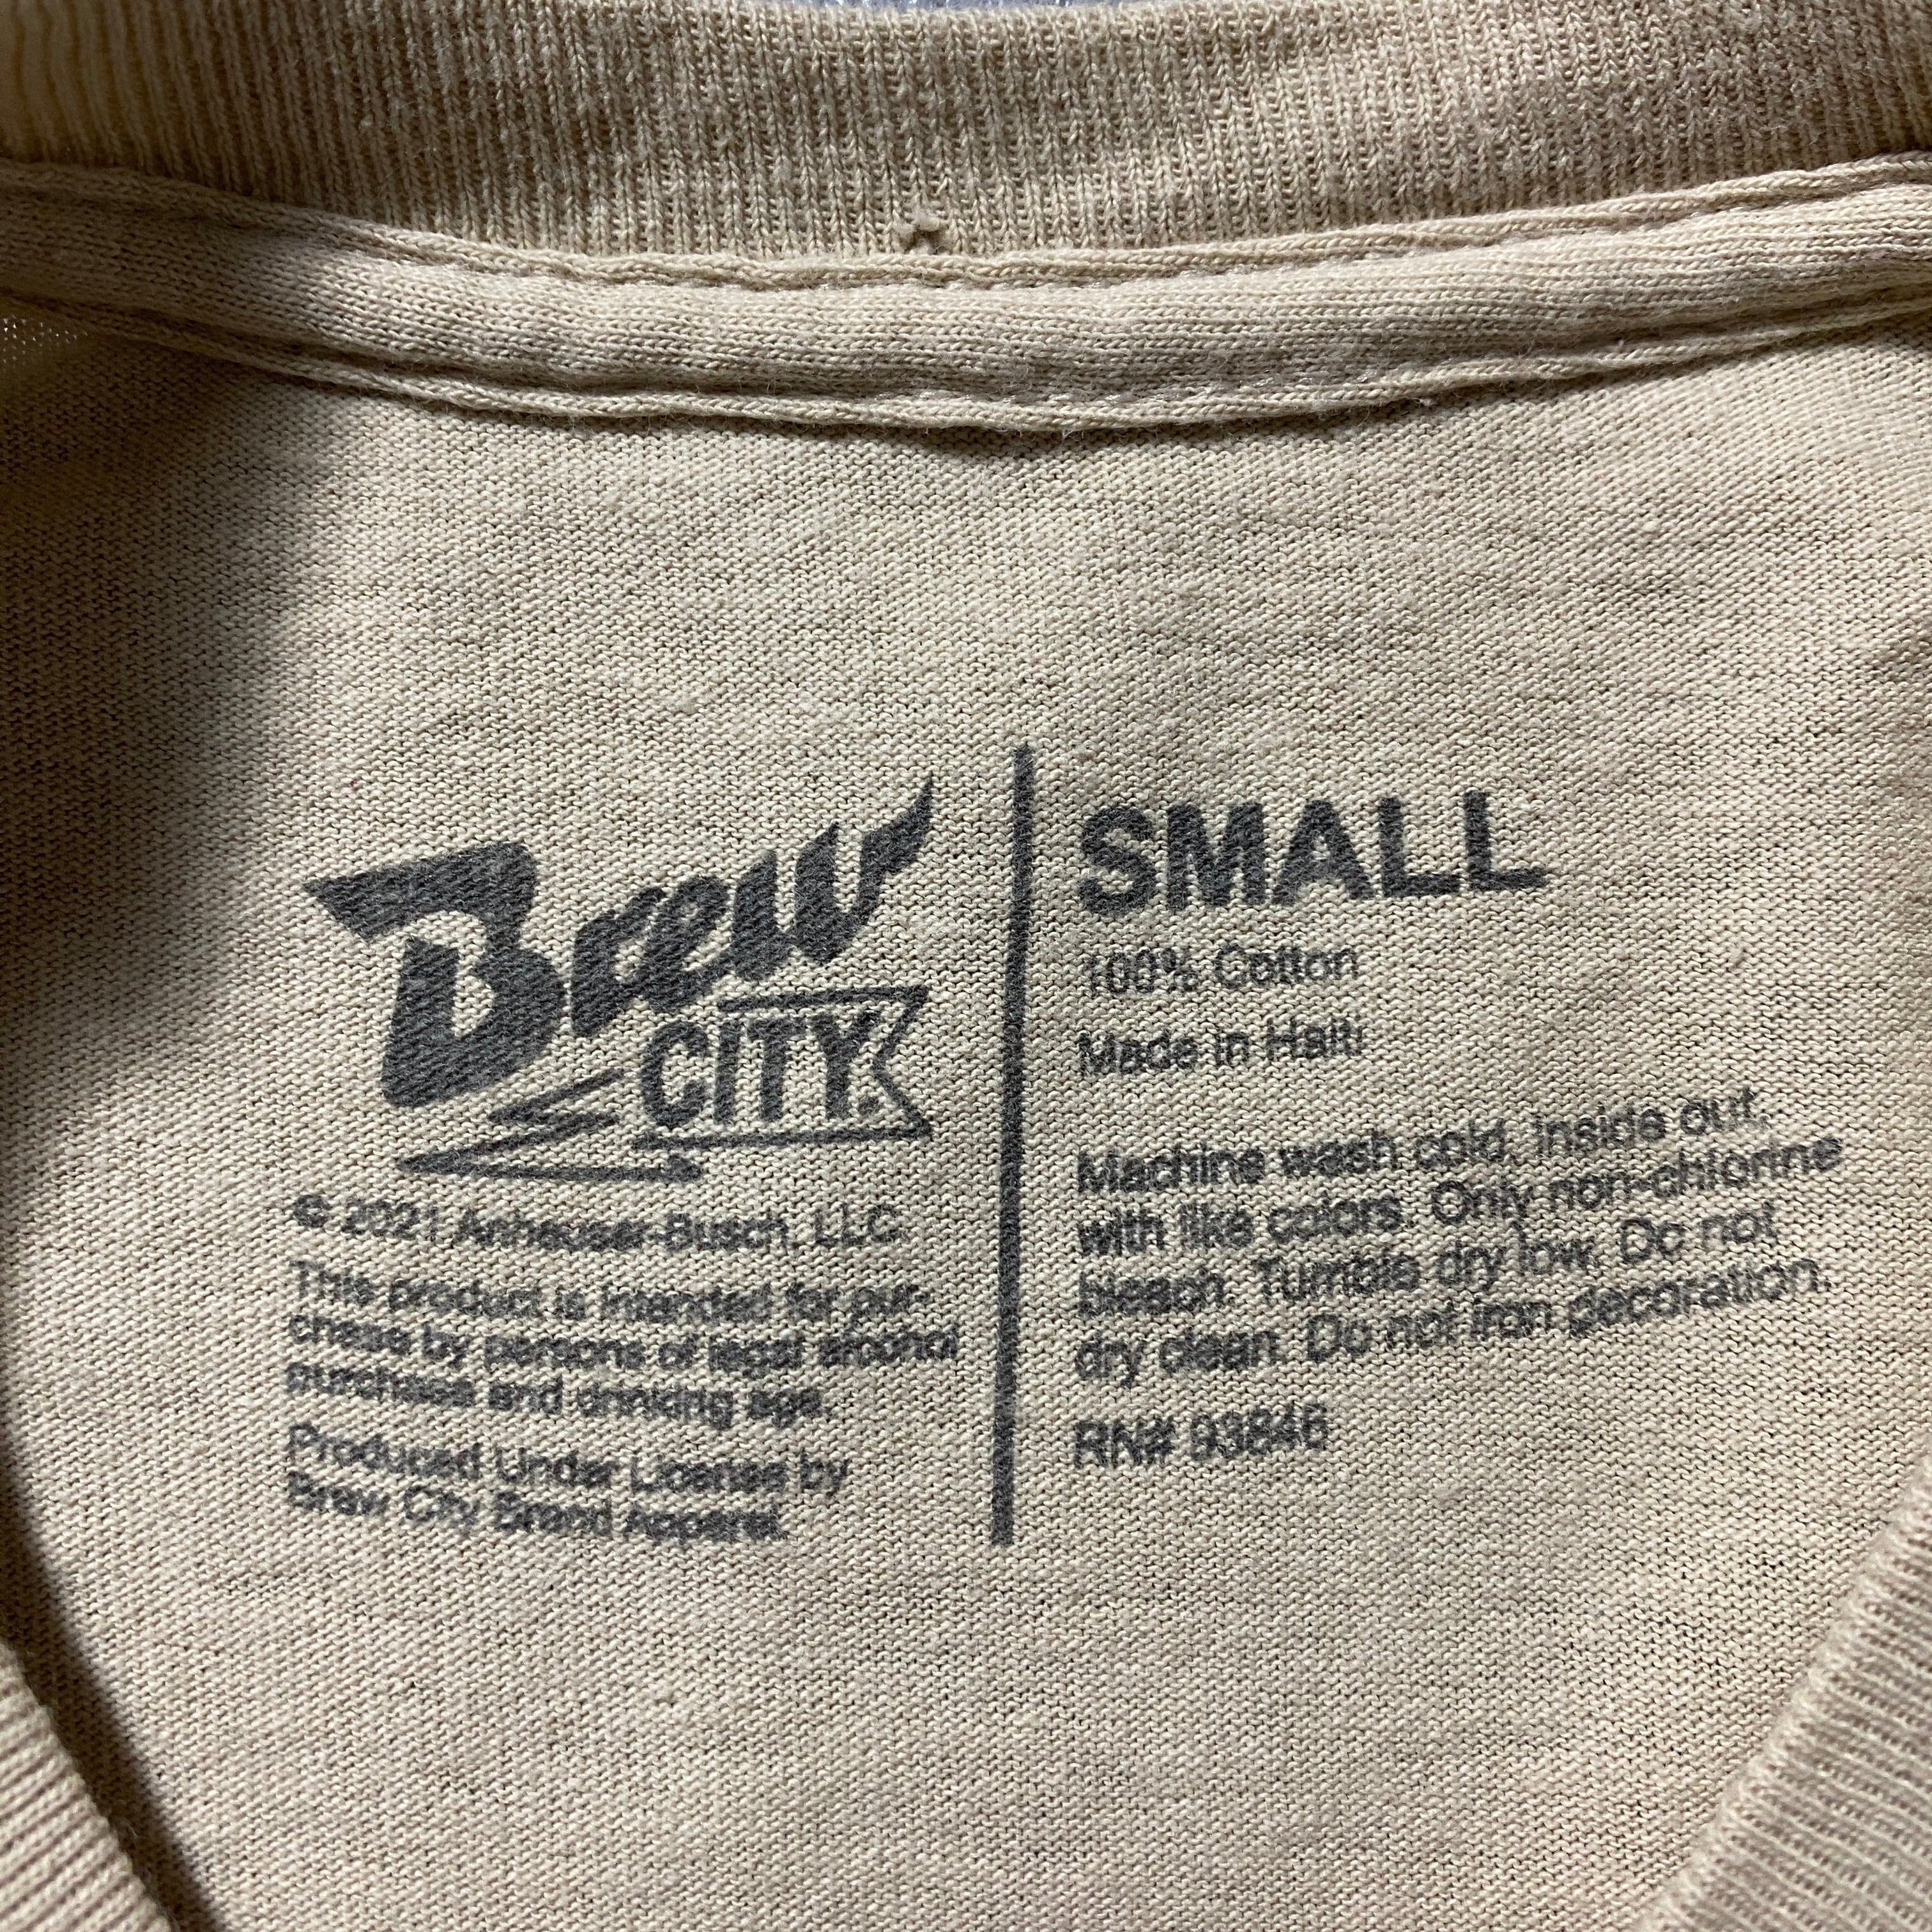 Brew
CITY
© 2021 Anheuser-Busch, LLC.
This product is intended for pur-
chase by persons of legal alcohol
purchase and drinking age.
Produced Under License by
Brew City Brand Apparel.
SMALL
100% Cotton
Made in Haiti
Machine wash cold, inside out,
with like colors. Only non-chlorine
bleach. Tumble dry low. Do not
dry clean. Do not iron decoration.
RN# 93846